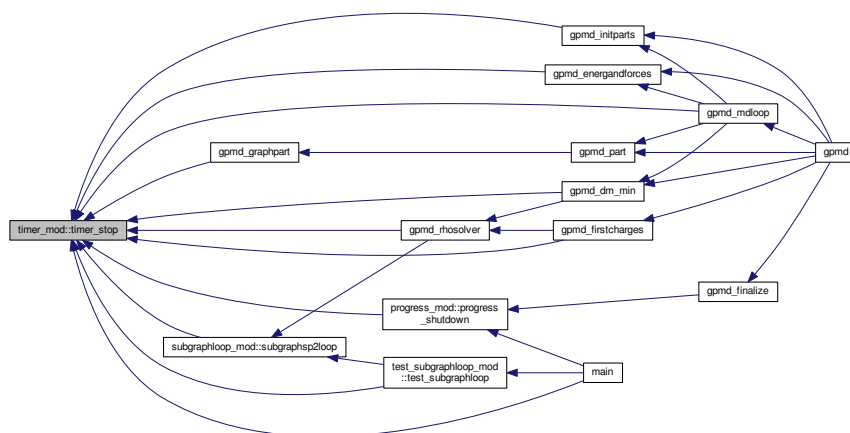 gpmd_initparts
gpmd_energandforces
gpmd_mdloop
gpmd_graphpart
gpmd_part
gpmd
gpmd_dm_min
timer_mod::timer_stop
gpmd_rhosolver
gpmd_firstcharges
gpmd_finalize
progress_mod::progress
_shutdown
subgraphloop_mod::subgraphsp2loop
test_subgraphloop_mod
::test_subgraphloop
main